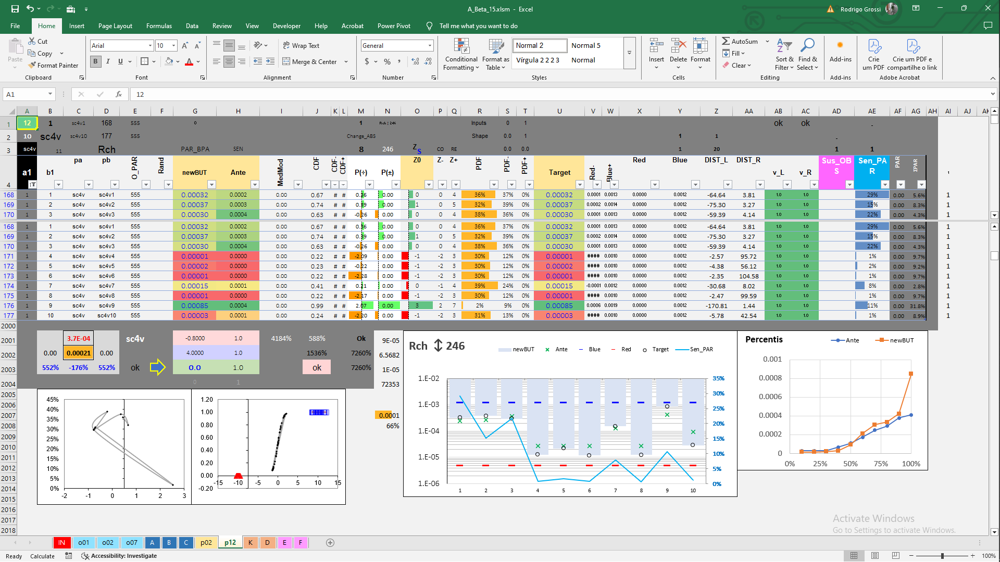 A_Beta_15.xlsm - Excel
Rodrigo Grossi
File Home Insert Page Layout Formulas Data Review View Developer Help Acrobat Power Pivot Tell me what you want to do
Paste Cut Copy Format Painter
Arial 10
B I U
Wrap Text
Merge & Center
General
$ %
Conditional Formatting
Format as Table
Normal 2 Normal 5
Vírgula 2 2 2 3 Normal
Insert Delete Format
AutoSum
Fill
Clear
Sort & Filter
Find & Select
Add-ins
Crie um PDF
Crie um PDF e compartilhe o link
Clipboard Font Alignment Number Styles Cells Editing Add-ins Adobe Acrobat
A1 fx 12
A B C D E F G H I J K L M N O P Q R S T U V W X Y Z AA AB AC AD AE AF AG AH AI AJ AK
1 12 1 sc4v1 168 555 0 1 Rch ↕ 246 Inputs 0 1 ok ok -
2 10 sc4v sc4v10 177 555 Change_ABS Shape 0.0 1 1 1 -
3 sc4v 11 Rch PAR_BPA SEN 8 246 Z S CO RE 0.0 0.0 1 20 1 1
4 a1 b1 pa pb O_PAR Rand newBUT Ante MedMod CDF CDF- CDF+ P(÷) P(±) Z0 Z- Z+ PDF PDF- PDF+ Target Red- Blue+ Red Blue DIST_L DIST_R v_L v_R Sus_OBS Sen_PAR PAR ΣPAR 1
168 1 1 sc4v sc4v1 555 0.00032 0.0002 0.00 0.67 # # 0.36 0.00 0 0 4 36% 37% 0% 0.00032 0.0001 0.0013 0.0000 0.0012 -64.64 3.81 1.0 1.0 29% 0.00 5.6% 1
169 1 2 sc4v sc4v2 555 0.00037 0.0003 0.00 0.74 # # 0.39 0.00 1 0 5 32% 39% 0% 0.00037 0.0002 0.0014 0.0000 0.0012 -75.30 3.27 1.0 1.0 15% 0.00 8.3% 1
170 1 3 sc4v sc4v3 555 0.00030 0.0004 0.00 0.63 # # -0.26 0.00 0 0 4 38% 36% 0% 0.00030 0.0001 0.0013 0.0000 0.0012 -59.39 4.14 1.0 1.0 22% 0.00 4.3% 1
168 1 1 sc4v sc4v1 555 0.00032 0.0002 0.00 0.67 # # 0.36 0.00 0 0 4 36% 37% 0% 0.00032 0.0001 0.0013 0.0000 0.0012 -64.64 3.81 1.0 1.0 29% 0.00 5.6% 1
169 1 2 sc4v sc4v2 555 0.00037 0.0003 0.00 0.74 # # 0.39 0.00 1 0 5 32% 39% 0% 0.00037 0.0002 0.0014 0.0000 0.0012 -75.30 3.27 1.0 1.0 15% 0.00 8.3% 1
170 1 3 sc4v sc4v3 555 0.00030 0.0004 0.00 0.63 # # -0.26 0.00 0 0 4 38% 36% 0% 0.00030 0.0001 0.0013 0.0000 0.0012 -59.39 4.14 1.0 1.0 22% 0.00 4.3% 1
171 1 4 sc4v sc4v4 555 0.00001 0.0000 0.00 0.22 # # -2.09 0.00 -1 -2 3 30% 12% 0% 0.00001 #### 0.0010 0.0000 0.0012 -2.57 95.72 1.0 1.0 1% 0.00 9.7% 1
172 1 5 sc4v sc4v5 555 0.00002 0.0000 0.00 0.23 # # -0.22 0.00 -1 -2 3 30% 12% 0% 0.00002 #### 0.0010 0.0000 0.0012 -4.38 56.12 1.0 1.0 2% 0.00 9.2% 1
173 1 6 sc4v sc4v6 555 0.00001 0.0000 0.00 0.22 # # -2.28 0.00 -1 -2 3 30% 12% 0% 0.00001 #### 0.0010 0.0000 0.0012 -2.35 104.58 1.0 1.0 1% 0.00 9.7% 1
174 1 7 sc4v sc4v7 555 0.00015 0.0001 0.00 0.41 # # 0.21 0.00 0 -1 4 39% 24% 0% 0.00015 -0.0001 0.0012 0.0000 0.0012 -30.68 8.02 1.0 1.0 8% 0.00 2.8% 1
175 1 8 sc4v sc4v8 555 0.00001 0.0000 0.00 0.22 # # -2.17 0.00 -1 -2 3 30% 12% 0% 0.00001 #### 0.0010 0.0000 0.0012 -2.47 99.59 1.0 1.0 1% 0.00 9.7% 1
176 1 9 sc4v sc4v9 555 0.00085 0.0004 0.00 0.99 # # 2.07 0.00 3 2 7 2% 9% 0% 0.00085 0.0006 0.0019 0.0000 0.0012 -170.81 1.44 1.0 1.0 11% 0.00 31.8% 1
177 1 10 sc4v sc4v10 555 0.00003 0.0001 0.00 0.24 # # -2.20 0.00 -1 -2 3 31% 13% 0% 0.00003 #### 0.0010 0.0000 0.0012 -5.78 42.54 1.0 1.0 1% 0.00 8.9% 1
2000
2001 3.7E-04 sc4v -0.8000 1.0 4184% 588% Ok 9E-05
2002 0.00 0.00021 0.00 4.0000 1.0 1536% 7260% 6.5682
2003 552% -176% 552% ok 0.0 1.0 ok 7260% 1E-05
2004 0 1 72353
2005
2006
2007 0.0001
2008 66%
2009
2010
2011
2012
2013
2014
2015
2016
2017
2018
45%
40%
35%
30%
25%
20%
15%
10%
5%
0%
-2 -1 0 1 2 3
1.20
1.00
0.80
0.60
0.40
0.20
0.00
-0.20
-15 -10 -5 0 5 10 15
Rch ↕ 246
newBUT Ante Blue Red Target Sen_PAR
1.E-02
1.E-03
1.E-04
1.E-05
1.E-06
35%
30%
25%
20%
15%
10%
5%
0%
1 2 3 4 5 6 7 8 9 10
Percentis
Ante newBUT
0.001
0.0008
0.0006
0.0004
0.0002
0
0% 25% 50% 75% 100%
Activate Windows
Go to Settings to activate Windows.
IN o01 o02 o07 A B C p02 p12 K D E F
Ready Calculate Accessibility: Investigate 100%